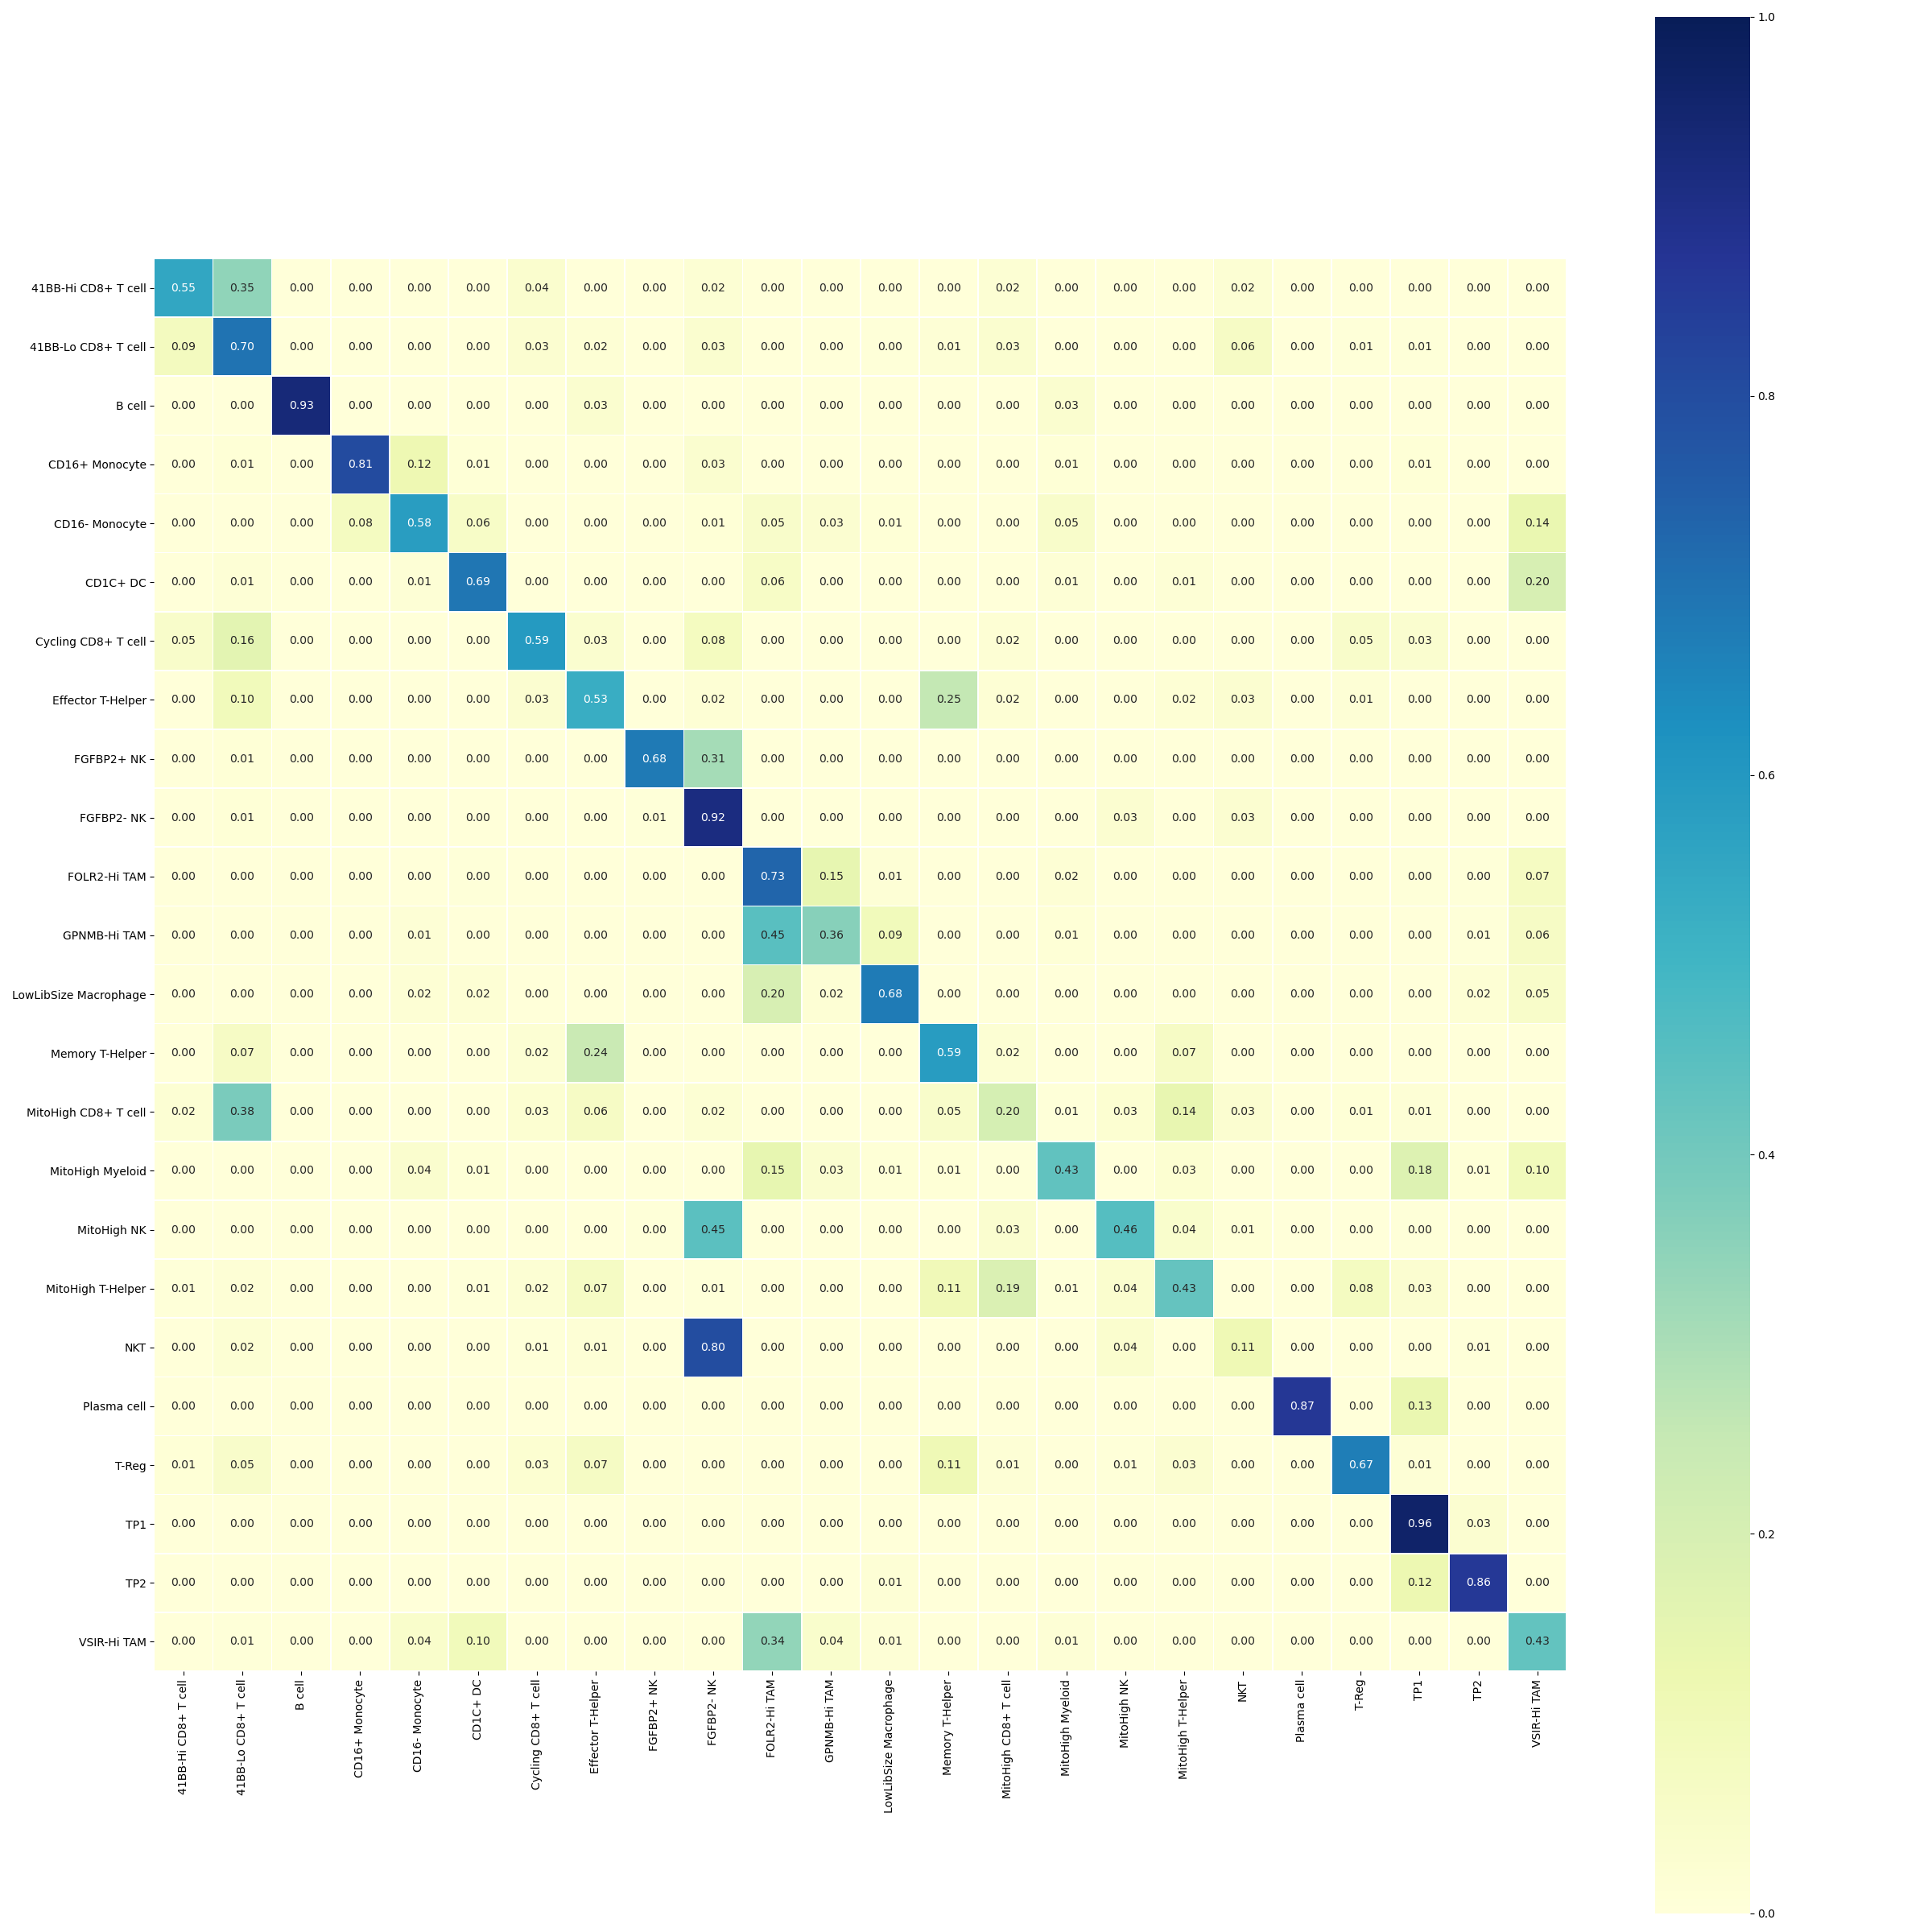 1.0
41BB-Hi CD8+ T cell 0.55 0.35 0.00 0.00 0.00 0.00 0.04 0.00 0.00 0.02 0.00 0.00 0.00 0.00 0.02 0.00 0.00 0.00 0.02 0.00 0.00 0.00 0.00 0.00
41BB-Lo CD8+ T cell 0.09 0.70 0.00 0.00 0.00 0.00 0.03 0.02 0.00 0.03 0.00 0.00 0.00 0.01 0.03 0.00 0.00 0.00 0.06 0.00 0.01 0.01 0.00 0.00
0.8
B cell 0.00 0.00 0.93 0.00 0.00 0.00 0.00 0.03 0.00 0.00 0.00 0.00 0.00 0.00 0.00 0.03 0.00 0.00 0.00 0.00 0.00 0.00 0.00 0.00
CD16+ Monocyte 0.00 0.01 0.00 0.81 0.12 0.01 0.00 0.00 0.00 0.03 0.00 0.00 0.00 0.00 0.00 0.01 0.00 0.00 0.00 0.00 0.00 0.01 0.00 0.00
CD16- Monocyte 0.00 0.00 0.00 0.08 0.58 0.06 0.00 0.00 0.00 0.01 0.05 0.03 0.01 0.00 0.00 0.05 0.00 0.00 0.00 0.00 0.00 0.00 0.00 0.14
CD1C+ DC 0.00 0.01 0.00 0.00 0.01 0.69 0.00 0.00 0.00 0.00 0.06 0.00 0.00 0.00 0.00 0.01 0.00 0.01 0.00 0.00 0.00 0.00 0.00 0.20
Cycling CD8+ T cell 0.05 0.16 0.00 0.00 0.00 0.00 0.59 0.03 0.00 0.08 0.00 0.00 0.00 0.00 0.02 0.00 0.00 0.00 0.00 0.00 0.05 0.03 0.00 0.00
Effector T-Helper 0.00 0.10 0.00 0.00 0.00 0.00 0.03 0.53 0.00 0.02 0.00 0.00 0.00 0.25 0.02 0.00 0.00 0.02 0.03 0.00 0.01 0.00 0.00 0.00
FGFBP2+ NK 0.00 0.01 0.00 0.00 0.00 0.00 0.00 0.00 0.68 0.31 0.00 0.00 0.00 0.00 0.00 0.00 0.00 0.00 0.00 0.00 0.00 0.00 0.00 0.00
0.6
FGFBP2- NK 0.00 0.01 0.00 0.00 0.00 0.00 0.00 0.00 0.01 0.92 0.00 0.00 0.00 0.00 0.00 0.00 0.03 0.00 0.03 0.00 0.00 0.00 0.00 0.00
FOLR2-Hi TAM 0.00 0.00 0.00 0.00 0.00 0.00 0.00 0.00 0.00 0.00 0.73 0.15 0.01 0.00 0.00 0.02 0.00 0.00 0.00 0.00 0.00 0.00 0.00 0.07
GPNMB-Hi TAM 0.00 0.00 0.00 0.00 0.01 0.00 0.00 0.00 0.00 0.00 0.45 0.36 0.09 0.00 0.00 0.01 0.00 0.00 0.00 0.00 0.00 0.00 0.01 0.06
LowLibSize Macrophage 0.00 0.00 0.00 0.00 0.02 0.02 0.00 0.00 0.00 0.00 0.20 0.02 0.68 0.00 0.00 0.00 0.00 0.00 0.00 0.00 0.00 0.00 0.02 0.05
Memory T-Helper 0.00 0.07 0.00 0.00 0.00 0.00 0.02 0.24 0.00 0.00 0.00 0.00 0.00 0.59 0.02 0.00 0.00 0.07 0.00 0.00 0.00 0.00 0.00 0.00
MitoHigh CD8+ T cell 0.02 0.38 0.00 0.00 0.00 0.00 0.03 0.06 0.00 0.02 0.00 0.00 0.00 0.05 0.20 0.01 0.03 0.14 0.03 0.00 0.01 0.01 0.00 0.00
0.4
MitoHigh Myeloid 0.00 0.00 0.00 0.00 0.04 0.01 0.00 0.00 0.00 0.00 0.15 0.03 0.01 0.01 0.00 0.43 0.00 0.03 0.00 0.00 0.00 0.18 0.01 0.10
MitoHigh NK 0.00 0.00 0.00 0.00 0.00 0.00 0.00 0.00 0.00 0.45 0.00 0.00 0.00 0.00 0.03 0.00 0.46 0.04 0.01 0.00 0.00 0.00 0.00 0.00
MitoHigh T-Helper 0.01 0.02 0.00 0.00 0.00 0.01 0.02 0.07 0.00 0.01 0.00 0.00 0.00 0.11 0.19 0.01 0.04 0.43 0.00 0.00 0.08 0.03 0.00 0.00
NKT 0.00 0.02 0.00 0.00 0.00 0.00 0.01 0.01 0.00 0.80 0.00 0.00 0.00 0.00 0.00 0.00 0.04 0.00 0.11 0.00 0.00 0.00 0.01 0.00
Plasma cell 0.00 0.00 0.00 0.00 0.00 0.00 0.00 0.00 0.00 0.00 0.00 0.00 0.00 0.00 0.00 0.00 0.00 0.00 0.00 0.87 0.00 0.13 0.00 0.00
T-Reg 0.01 0.05 0.00 0.00 0.00 0.00 0.03 0.07 0.00 0.00 0.00 0.00 0.00 0.11 0.01 0.00 0.01 0.03 0.00 0.00 0.67 0.01 0.00 0.00
TP1 0.00 0.00 0.00 0.00 0.00 0.00 0.00 0.00 0.00 0.00 0.00 0.00 0.00 0.00 0.00 0.00 0.00 0.00 0.00 0.00 0.00 0.96 0.03 0.00
0.2
TP2 0.00 0.00 0.00 0.00 0.00 0.00 0.00 0.00 0.00 0.00 0.00 0.00 0.01 0.00 0.00 0.00 0.00 0.00 0.00 0.00 0.00 0.12 0.86 0.00
VSIR-Hi TAM 0.00 0.01 0.00 0.00 0.04 0.10 0.00 0.00 0.00 0.00 0.34 0.04 0.01 0.00 0.00 0.01 0.00 0.00 0.00 0.00 0.00 0.00 0.00 0.43
41BB-Hi CD8+ T cell
41BB-Lo CD8+ T cell
B cell
CD16+ Monocyte
CD16- Monocyte
CD1C+ DC
Cycling CD8+ T cell
Effector T-Helper
FGFBP2+ NK
FGFBP2- NK
FOLR2-Hi TAM
GPNMB-Hi TAM
LowLibSize Macrophage
Memory T-Helper
MitoHigh CD8+ T cell
MitoHigh Myeloid
MitoHigh NK
MitoHigh T-Helper
NKT
Plasma cell
T-Reg
TP1
TP2
VSIR-Hi TAM
0.0